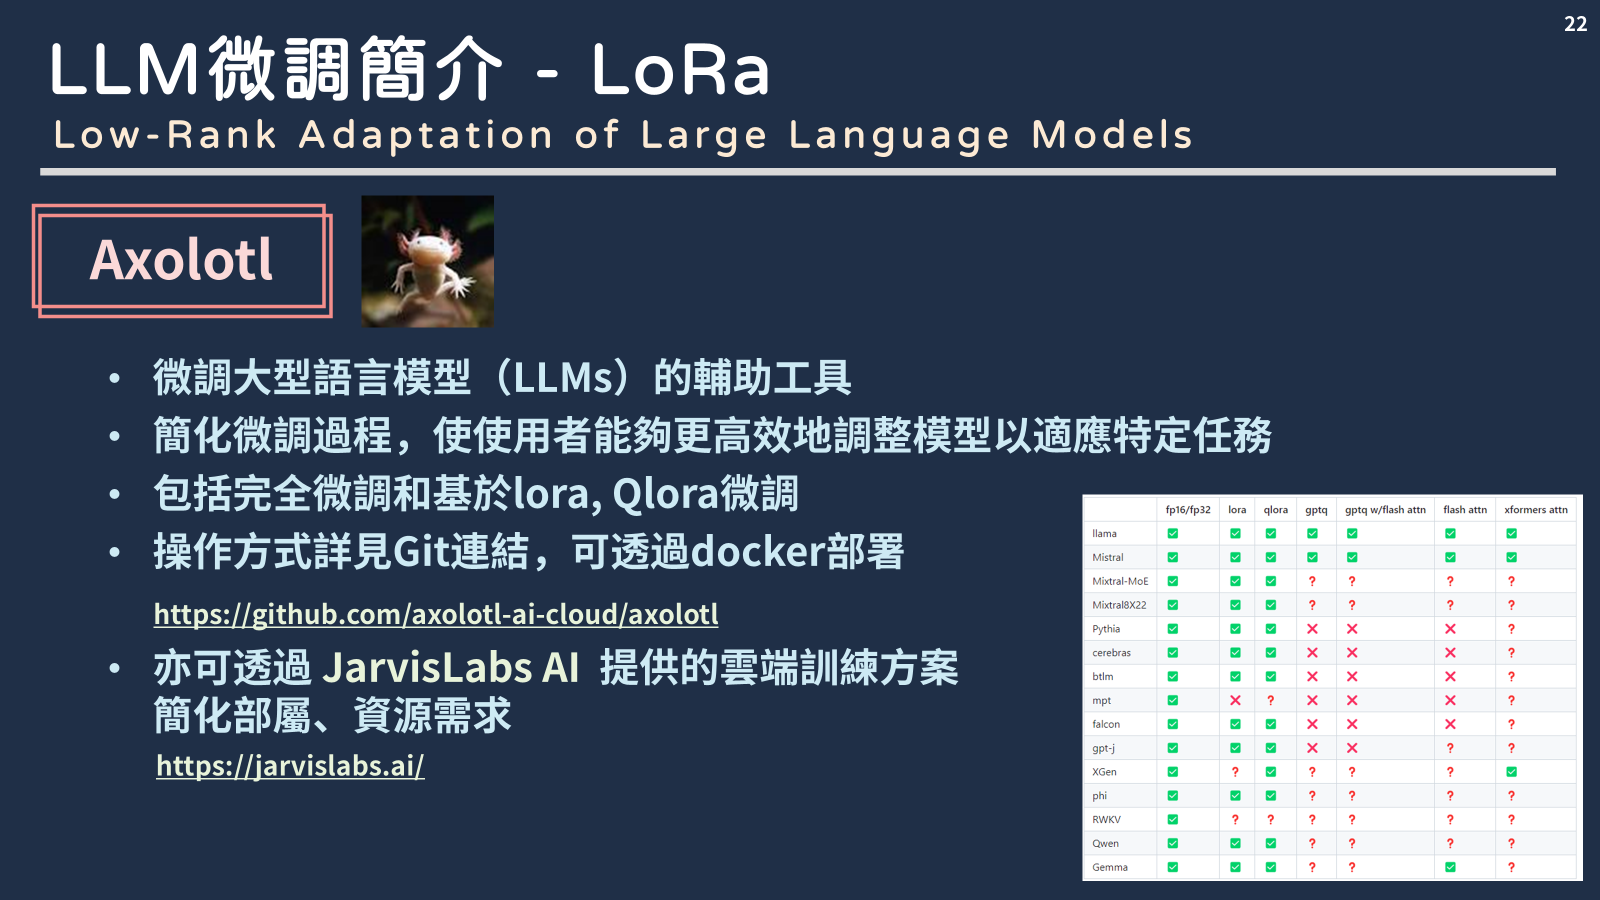 22
LLM微調簡介 - LoRa
Low-Rank Adaptation of Large Language Models
Axolotl
• 微調大型語言模型（LLMs）的輔助工具
• 簡化微調過程，使使用者能夠更高效地調整模型以適應特定任務
• 包括完全微調和基於lora, Qlora微調
• 操作方式詳見Git連結，可透過docker部署
https://github.com/axolotl-ai-cloud/axolotl
• 亦可透過 JarvisLabs AI 提供的雲端訓練方案
簡化部屬、資源需求
https://jarvislabs.ai/
fp16/fp32 lora qlora gptq gptq w/flash attn flash attn xformers attn
llama ✅ ✅ ✅ ✅ ✅ ✅ ✅
Mistral ✅ ✅ ✅ ✅ ✅ ✅ ✅
Mixtral-MoE ✅ ✅ ✅ ❓ ❓ ❓ ❓
Mixtral8X22 ✅ ✅ ✅ ❓ ❓ ❓ ❓
Pythia ✅ ✅ ✅ ❌ ❌ ❌ ❓
cerebras ✅ ✅ ✅ ❌ ❌ ❌ ❓
btlm ✅ ✅ ✅ ❌ ❌ ❌ ❓
mpt ✅ ❌ ❓ ❌ ❌ ❌ ❓
falcon ✅ ✅ ✅ ❌ ❌ ❌ ❓
gpt-j ✅ ✅ ✅ ❌ ❌ ❓ ❓
XGen ✅ ❓ ✅ ❓ ❓ ❓ ✅
phi ✅ ✅ ✅ ❓ ❓ ❓ ❓
RWKV ✅ ❓ ❓ ❓ ❓ ❓ ❓
Qwen ✅ ✅ ✅ ❓ ❓ ❓ ❓
Gemma ✅ ✅ ✅ ❓ ❓ ✅ ❓